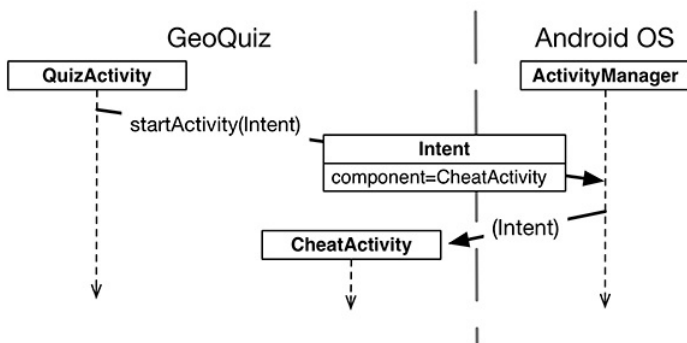 GeoQuiz
Android OS
QuizActivity
ActivityManager
startActivity(Intent)
Intent
component=CheatActivity
(Intent)
CheatActivity